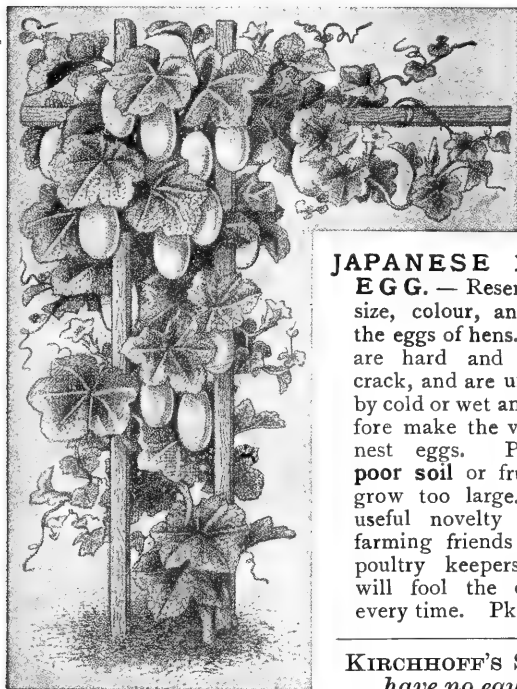 JAPANESE
EGG. — Reser
size, colour, an
the eggs of hens.
are hard and
crack, and are u
by cold or wet an
fore make the v
nest eggs. P
poor soil or fr
grow too large.
useful novelty
farming friends
poultry keepers
will fool the
every time. Pk
KIRCHHOFF'S S
have no equ